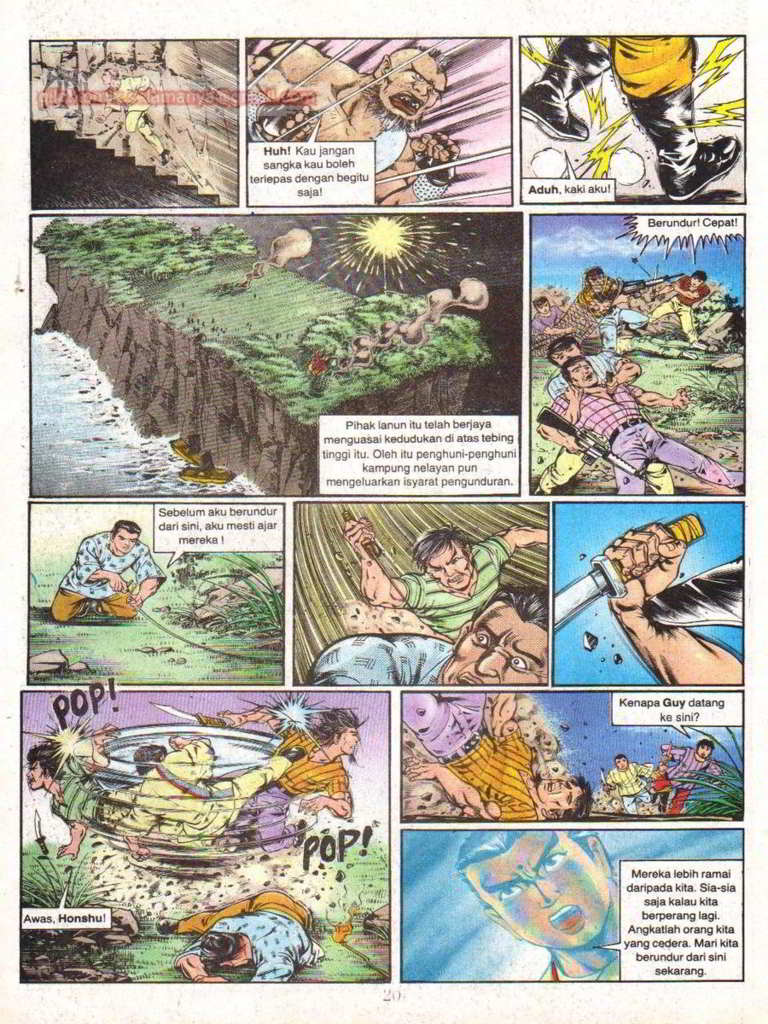 Huh! Kau jangan
sangka kau boleh
terlepas dengan begitu
saja!
Aduh, kaki aku!
Pihak lanun itu telah berjaya
menguasai kedudukan di atas tebing
tinggi itu. Oleh itu penghuni-penghuni
kampung nelayan pun
mengeluarkan isyarat pengunduran.
Berundur! Cepat!
Sebelum aku berundur
dari sini, aku mesti ajar
mereka !
POP!
POP!
Awas, Honshu!
Kenapa Guy datang
ke sini?
Mereka lebih ramai
daripada kita. Sia-sia
saja kalau kita
berperang lagi.
Angkatlah orang kita
yang cedera. Mari kita
berundur dari sini
sekarang.
20